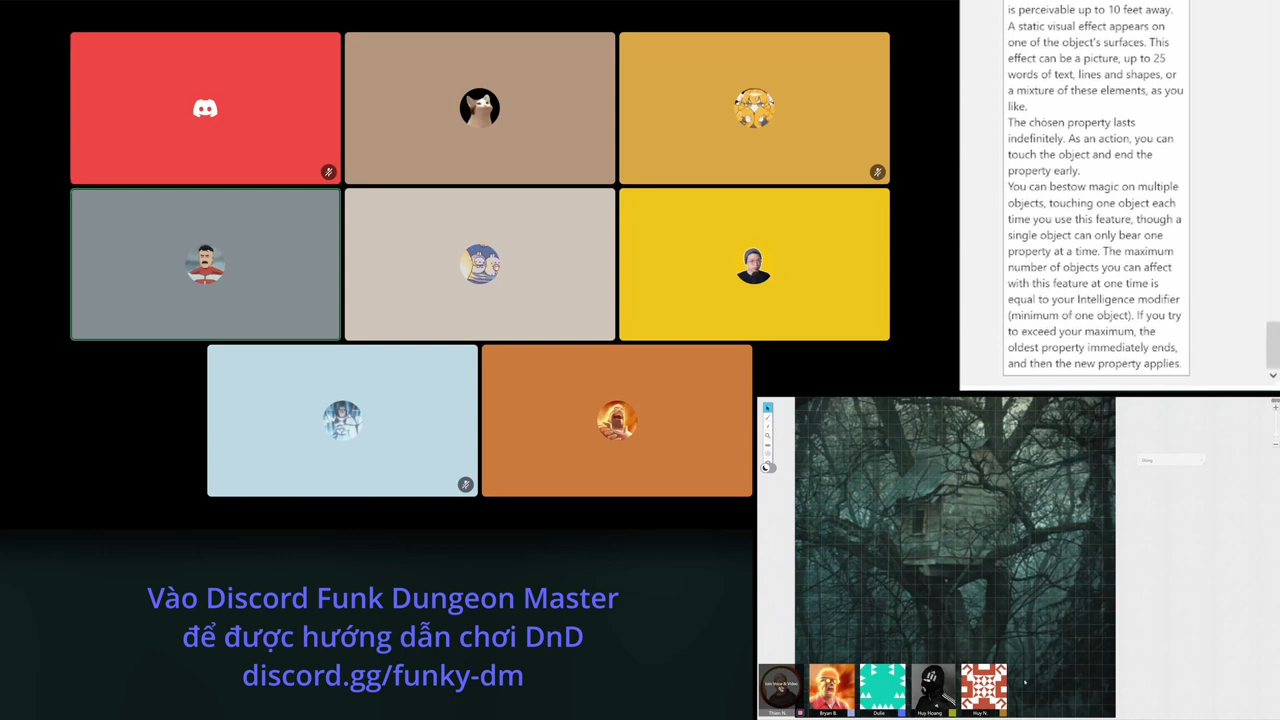 is perceivable up to 10 feet away.
A static visual effect appears on
one of the object's surfaces. This
effect can be a picture, up to 25
words of text, lines and shapes, or
a mixture of these elements, as you
like.
The chosen property lasts
indefinitely. As an action, you can
touch the object and end the
property early.
You can bestow magic on multiple
objects, touching one object each
time you use this feature, though a
single object can only bear one
property at a time. The maximum
number of objects you can affect
with this feature at one time is
equal to your Intelligence modifier
(minimum of one object). If you try
to exceed your maximum, the
oldest property immediately ends,
and then the new property applies.
Vào Discord Funk Dungeon Master
để được hướng dẫn chơi DnD
discord.gg/funky-dm
Join Voice & Video
Bryan B.
Huy Hoang
Huy N.